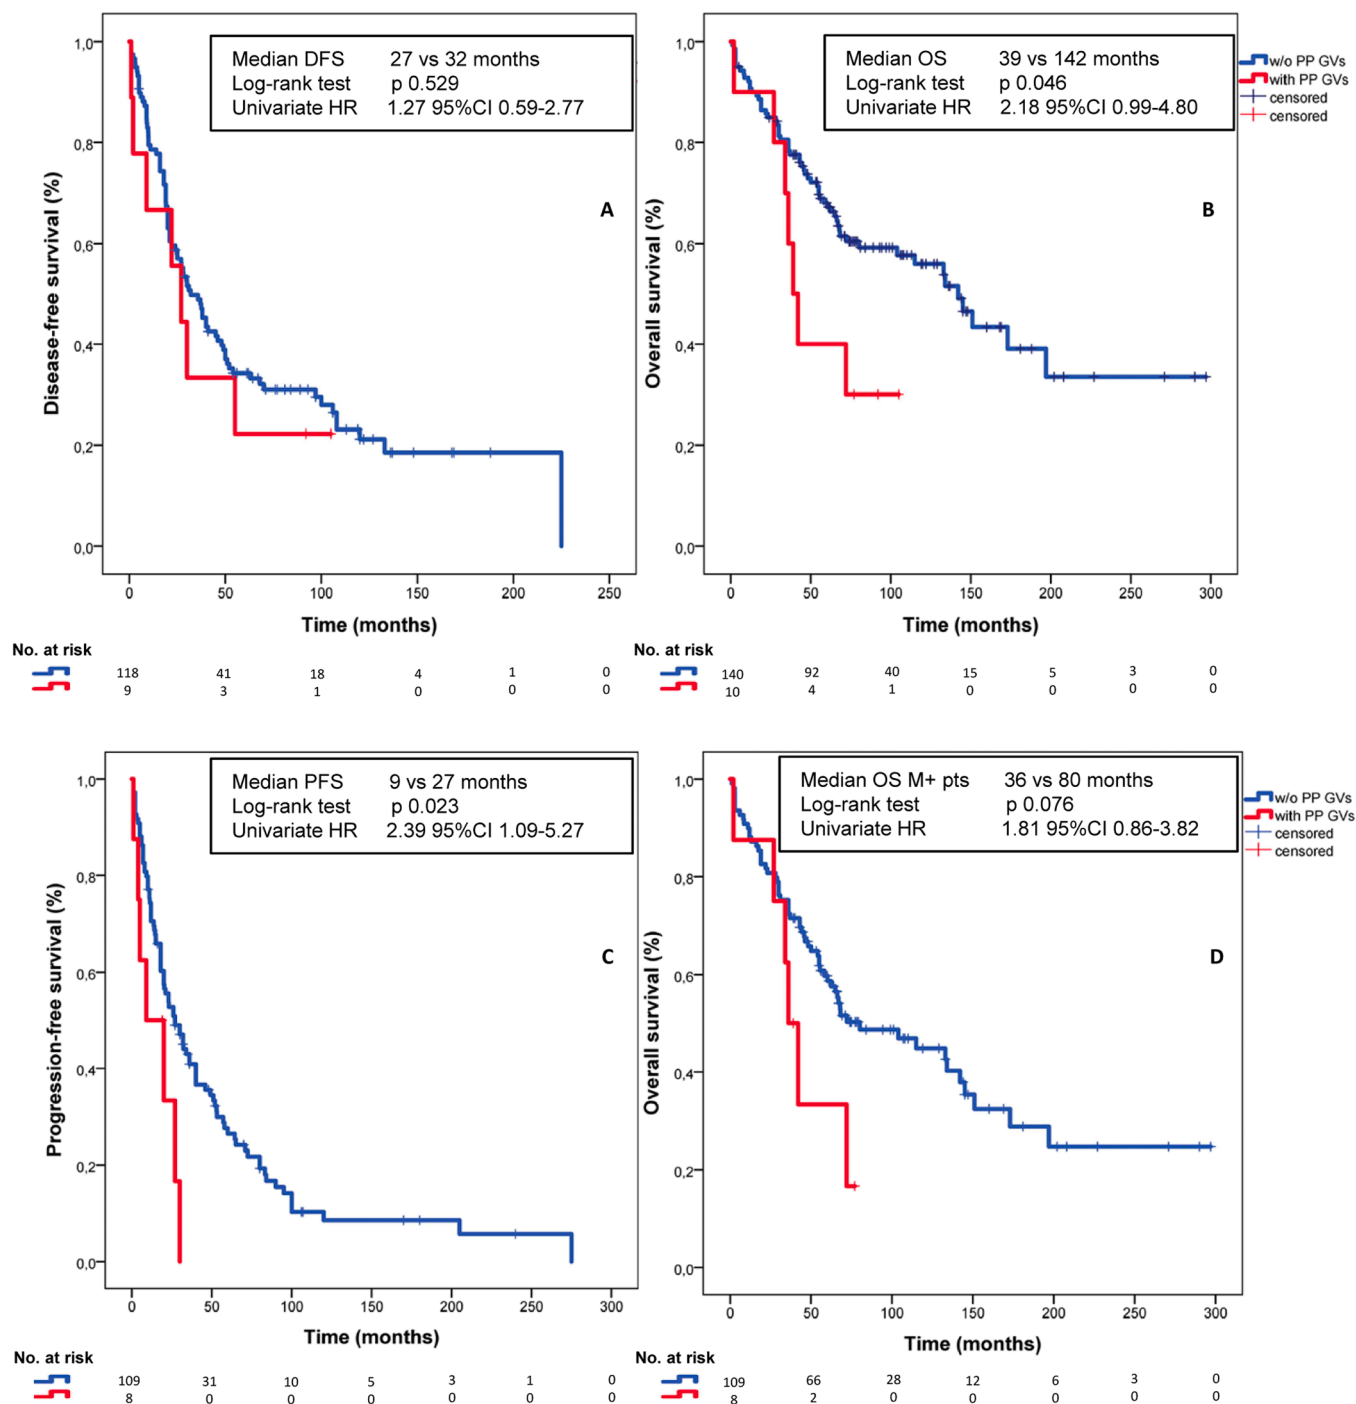 Median DFS 27 vs 32 months
Log-rank test p 0.529
Univariate HR 1.27 95%CI 0.59-2.77
A
Disease-free survival (%)
1,0
0,8
0,6
0,4
0,2
0,0
0 50 100 150 200 250
Time (months)
No. at risk
118 41 18 4 1 0
9 3 1 0 0 0
Median OS 39 vs 142 months
Log-rank test p 0.046
Univariate HR 2.18 95%CI 0.99-4.80
B
w/o PP GVs
with PP GVs
censored
censored
Overall survival (%)
1,0
0,8
0,6
0,4
0,2
0,0
0 50 100 150 200 250 300
Time (months)
No. at risk
140 92 40 15 5 3 0
10 4 1 0 0 0 0
Median PFS 9 vs 27 months
Log-rank test p 0.023
Univariate HR 2.39 95%CI 1.09-5.27
C
Progression-free survival (%)
1,0
0,8
0,6
0,4
0,2
0,0
0 50 100 150 200 250 300
Time (months)
No. at risk
109 31 10 5 3 1 0
8 0 0 0 0 0 0
Median OS M+ pts 36 vs 80 months
Log-rank test p 0.076
Univariate HR 1.81 95%CI 0.86-3.82
D
w/o PP GVs
with PP GVs
censored
censored
Overall survival (%)
1,0
0,8
0,6
0,4
0,2
0,0
0 50 100 150 200 250 300
Time (months)
No. at risk
109 66 28 12 6 3 0
8 2 0 0 0 0 0